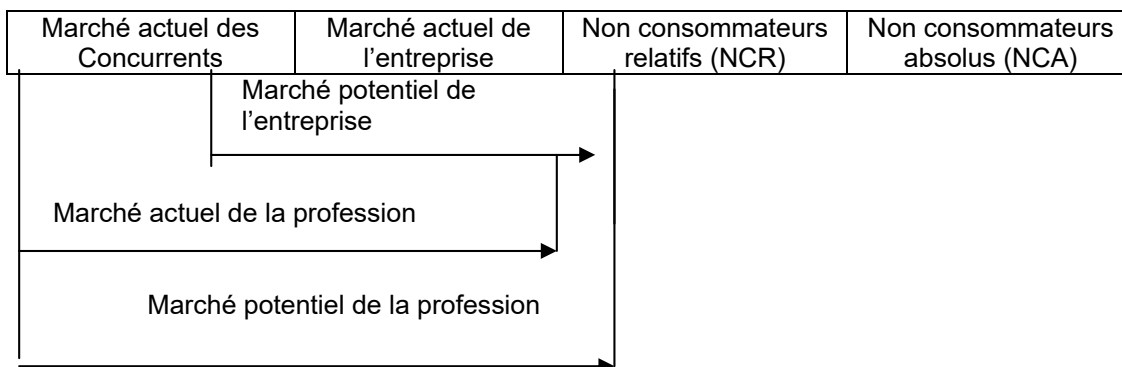 Marché actuel des
Concurrents
Marché actuel de
l’entreprise
Non consommateurs
relatifs (NCR)
Non consommateurs
absolus (NCA)
Marché potentiel de
l’entreprise
Marché actuel de la profession
Marché potentiel de la profession